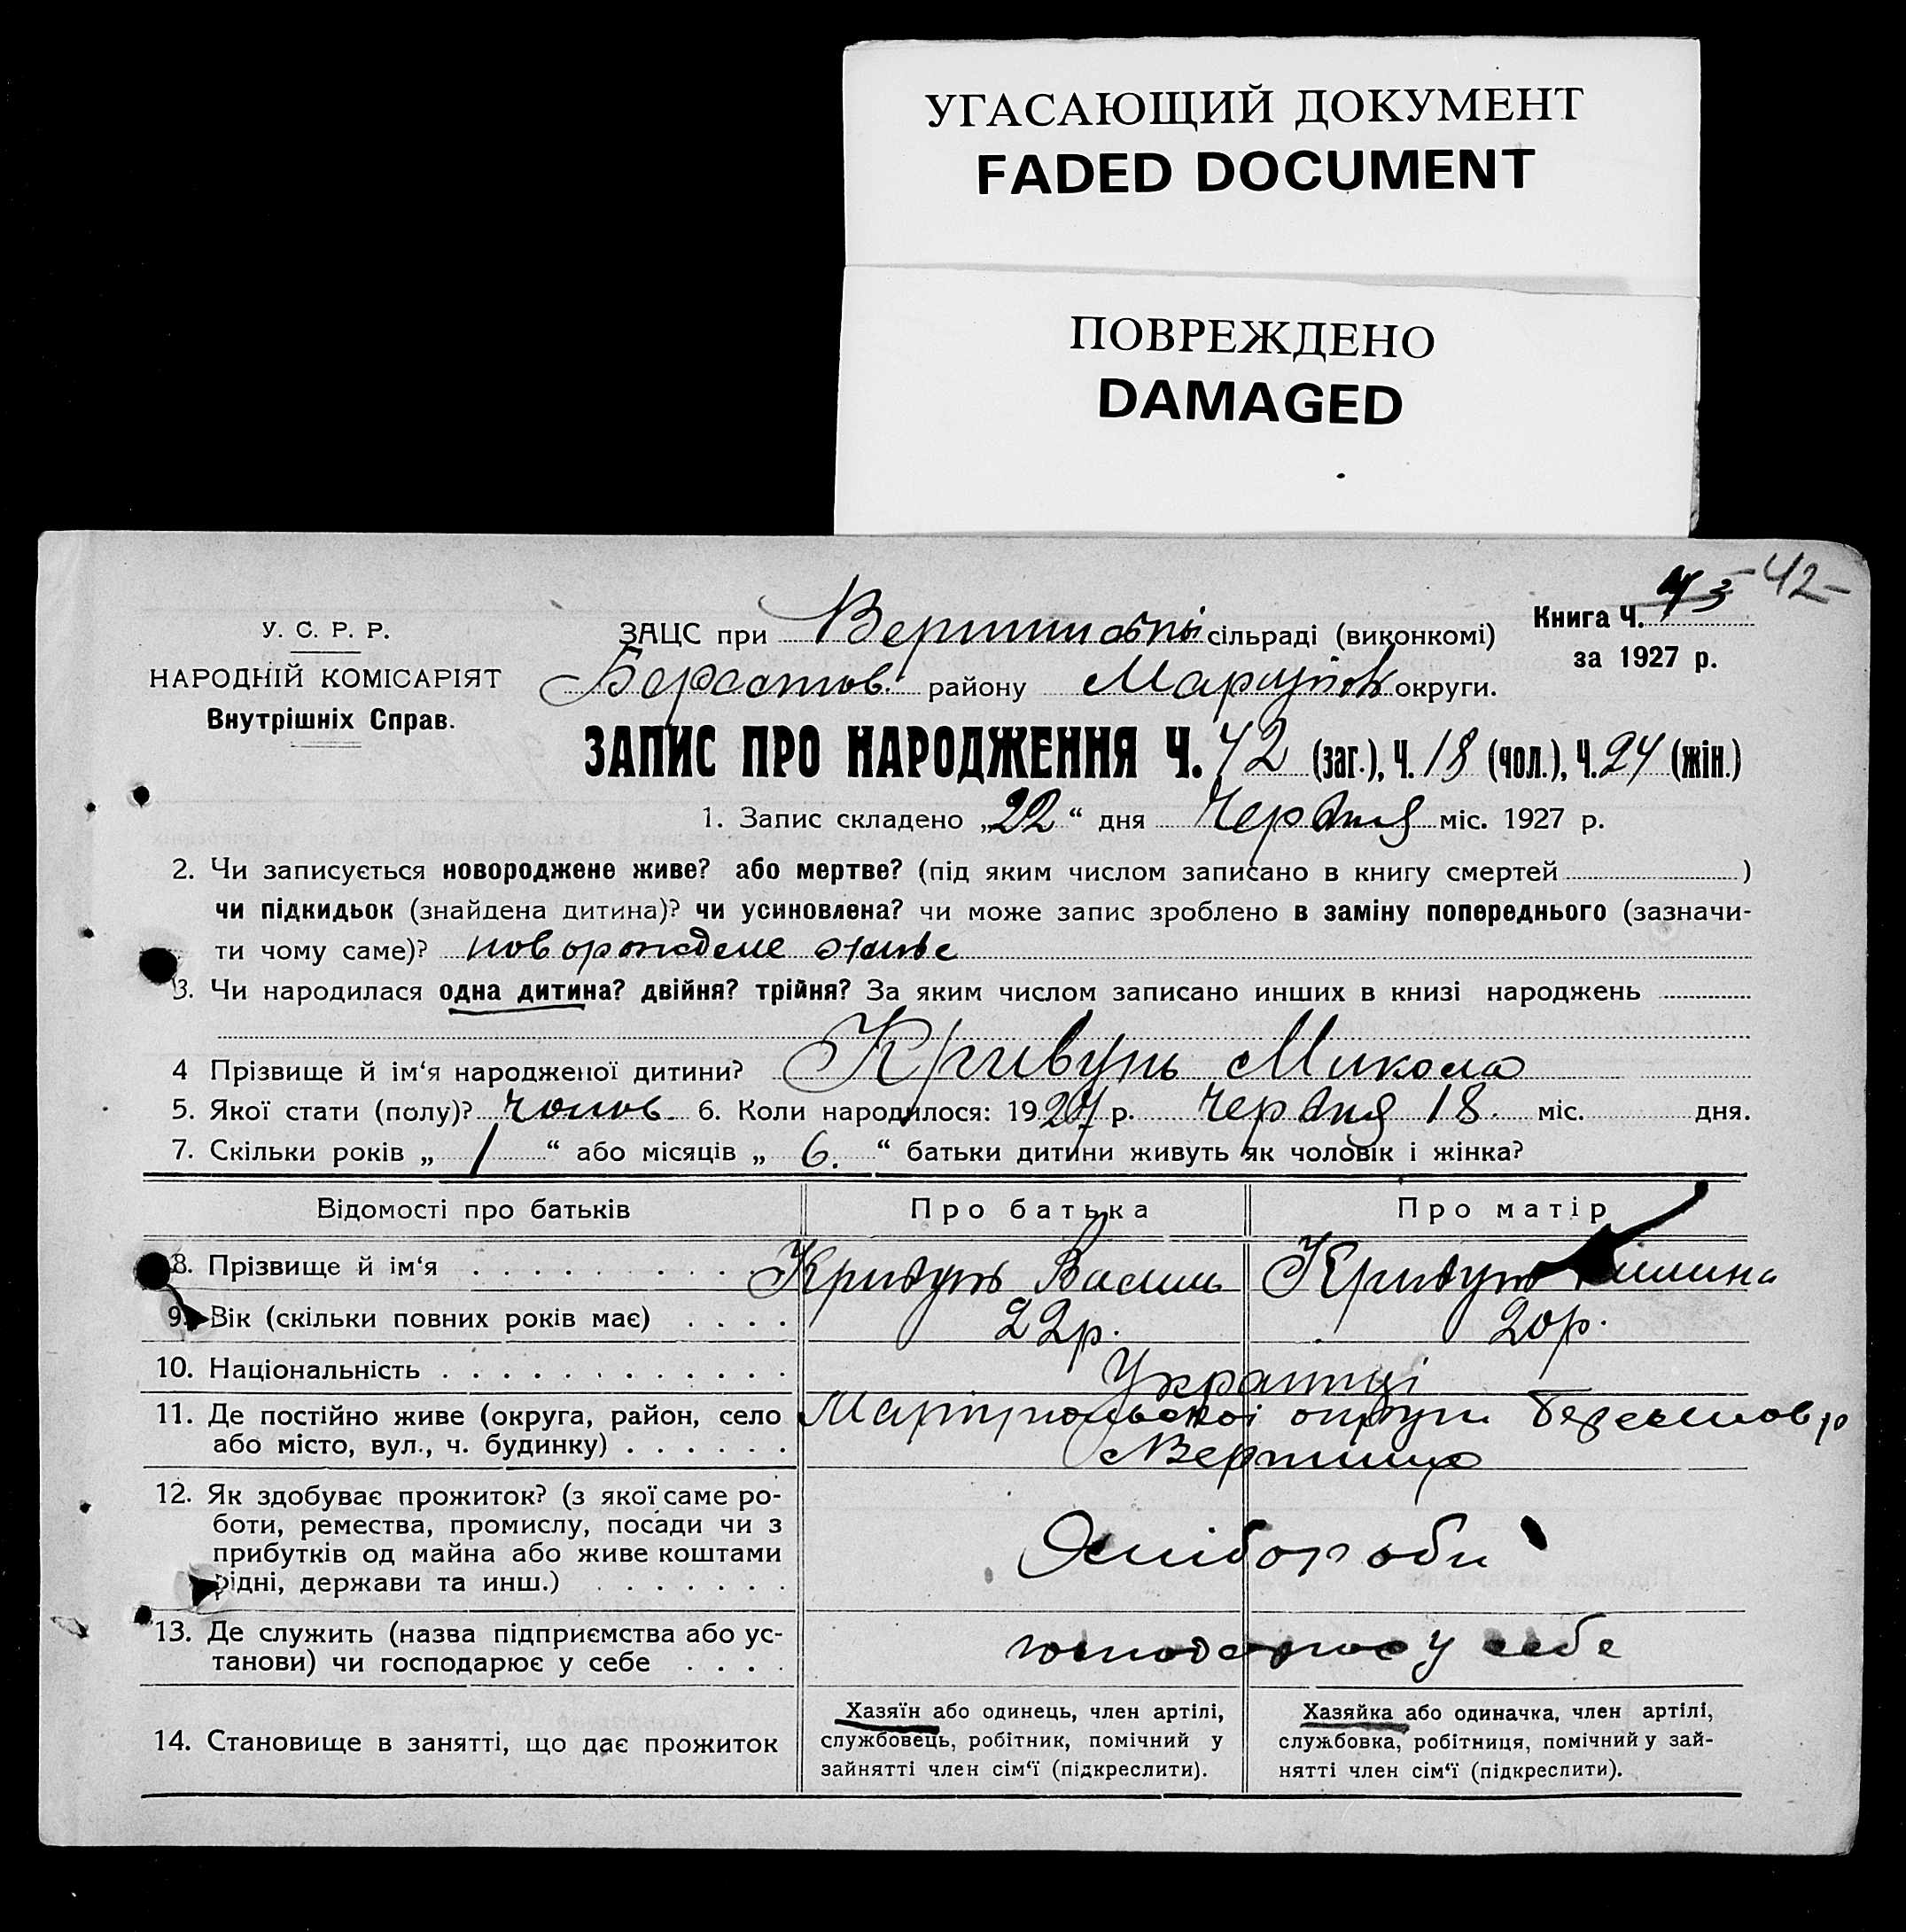 УГАСАЮЩИЙ ДОКУМЕНТ
FADED DOCUMENT
ПОВРЕЖДЕНО
DAMAGED
-42-
У. С. Р. Р.
НАРОДНІЙ КОМІСАРІЯТ
Внутрішніх Справ.
ЗАЦС при сільраді (виконкомі)
Берестов. району Маріупіл округи.
Книга Ч. 43
за 1927 р.
ЗАПИС ПРО НАРОДЖЕННЯ Ч. 42 (заг.), Ч. 18 (чол.), Ч. 24 (жін.)
1. Запис складено „22“ дня Червня міс. 1927 р.
2. Чи записується новороджене живе? або мертве? (під яким числом записано в книгу смертей )
чи підкидьок (знайдена дитина)? чи усиновлена? чи може запис зроблено в заміну попереднього (зазначи-
ти чому саме)? новорожденe живе
3. Чи народилася одна дитина? двійня? трійня? За яким числом записано инших в книзі народжень
4 Прізвище й ім‘я народженої дитини? Кривунь Микола
5. Якої стати (полу)? чолов. 6. Коли народилося: 1927 р. Червня 18. міс. дня.
7. Скільки років „ 1 “ або місяців „ 6. “ батьки дитини живуть як чоловік і жінка?
Відомості про батьків Про батька Про матір
8. Прізвище й ім‘я Кривунь Василь Кривунь
9. Вік (скільки повних років має) 22р. 20р.
10. Національність Українці
11. Де постійно живе (округа, район, село Маріупольської округи Берестов р
або місто, вул., ч. будинку)
12. Як здобуває прожиток? (з якої саме ро-
боти, ремества, промислу, посади чи з
прибутків од майна або живе коштами
рідні, держави та инш.) Хлібороби
13. Де служить (назва підприємства або ус-
танови) чи господарює у себе господарює у себе
14. Становище в занятті, що дає прожиток
Хазяїн або одинець, член артілі,
службовець, робітник, помічний у
зайнятті член сім‘ї (підкреслити).
Хазяйка або одиначка, член артілі,
службовка, робітниця, помічний у зай-
нятті член сім‘ї (підкреслити).